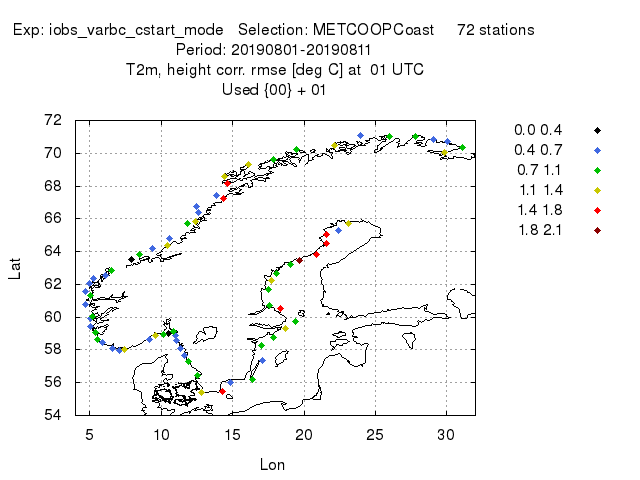 Exp: iobs_varbc_cstart_mode Selection: METCOOPCoast 72 stations
Period: 20190801-20190811
T2m, height corr. rmse [deg C] at 01 UTC
Used {00} + 01
72
70
68
66
64
62
60
58
56
54
Lat
5 10 15 20 25 30
Lon
0.0 0.4
0.4 0.7
0.7 1.1
1.1 1.4
1.4 1.8
1.8 2.1